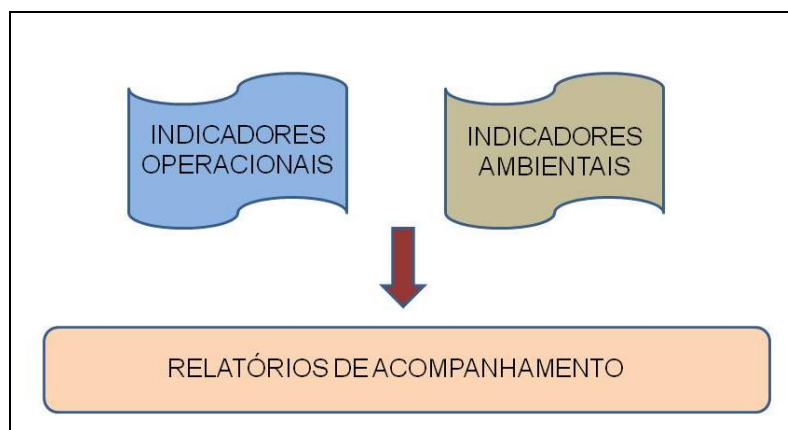 INDICADORES
OPERACIONAIS
INDICADORES
AMBIENTAIS
RELATÓRIOS DE ACOMPANHAMENTO